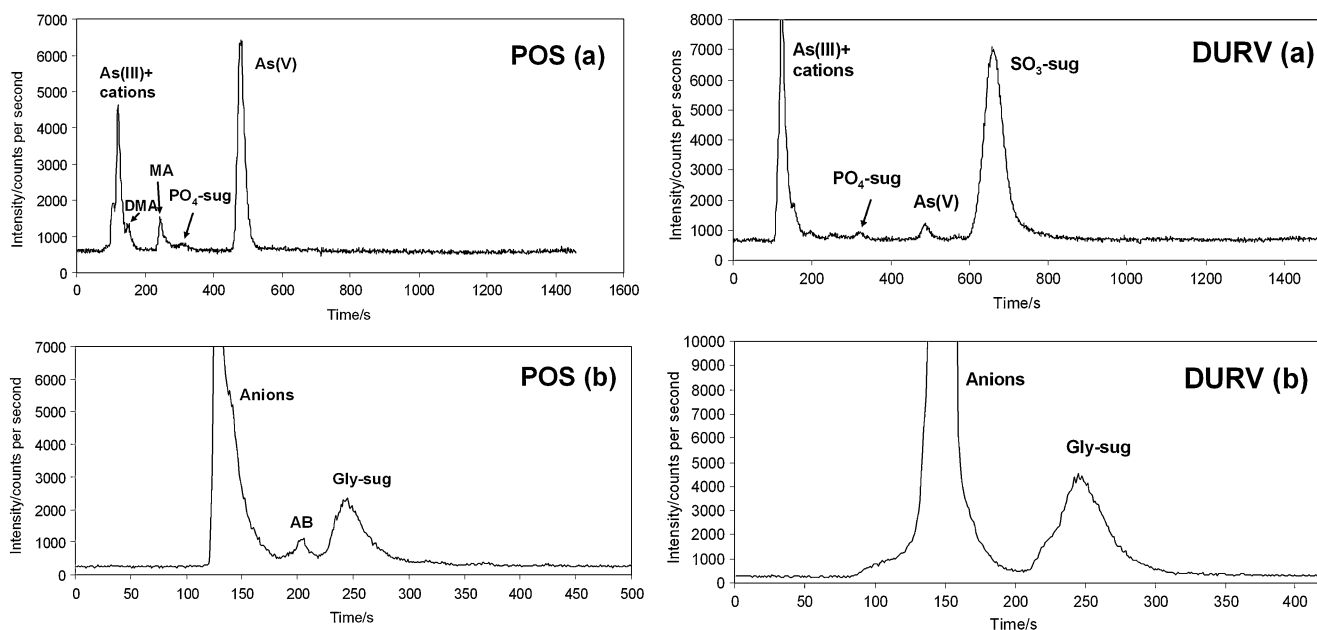 POS (a)
Intensity/counts per second
7000
6000
5000
4000
3000
2000
1000
0
As(III)+
cations
DMA
MA
PO4-sug
As(V)
0 200 400 600 800 1000 1200 1400 1600
Time/s
DURV (a)
Intensity/counts per secons
8000
7000
6000
5000
4000
3000
2000
1000
0
As(III)+
cations
PO4-sug
As(V)
SO3-sug
0 200 400 600 800 1000 1200 1400
Time/s
POS (b)
Intensity/counts per second
7000
6000
5000
4000
3000
2000
1000
0
Anions
AB
Gly-sug
0 50 100 150 200 250 300 350 400 450 500
Time/s
DURV (b)
Intensity/counts per second
10000
9000
8000
7000
6000
5000
4000
3000
2000
1000
0
Anions
Gly-sug
0 50 100 150 200 250 300 350 400
Time/s